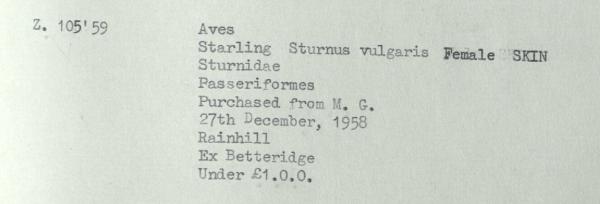 Z. 105'59 Aves
Starling Sturnus vulgaris Female SKIN
Sturnidae
Passeriformes
Purchased from M. G.
27th December, 1958
Rainhill
Ex Betteridge
Under £1.0.0.